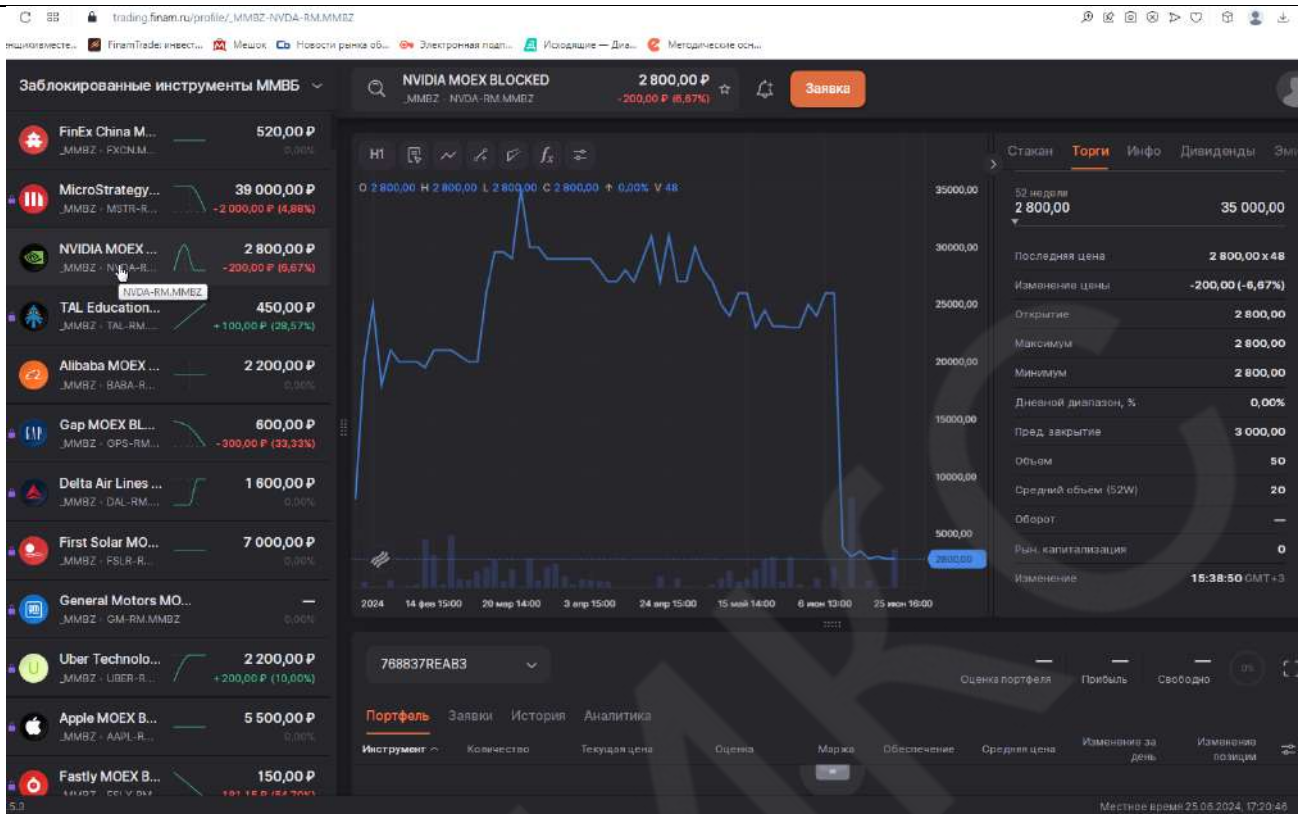 trading.finam.ru/profile/_MMBZ-NVDA-RM.MMBZ
FinamTrade: инвест... Мешок Новости рынка об... Электронная подп... Исходящие — Диа... Методические осн...
Заблокированные инструменты ММВБ
NVIDIA MOEX BLOCKED 2 800,00 ₽
_MMBZ · NVDA-RM.MMBZ -200,00 ₽ (6,67%)
Заявка
FinEx China M... 520,00 ₽
_MMBZ · FXCN.M... 0,00%
MicroStrategy... 39 000,00 ₽
_MMBZ · MSTR-R... -2 000,00 ₽ (4,88%)
NVIDIA MOEX ... 2 800,00 ₽
_MMBZ · NVDA-R... -200,00 ₽ (6,67%)
NVDA-RM.MMBZ
TAL Education... 450,00 ₽
_MMBZ · TAL-RM.... +100,00 ₽ (28,57%)
Alibaba MOEX ... 2 200,00 ₽
_MMBZ · BABA-R... 0,00%
Gap MOEX BL... 600,00 ₽
_MMBZ · GPS-RM... -300,00 ₽ (33,33%)
Delta Air Lines ... 1 600,00 ₽
_MMBZ · DAL-RM.... 0,00%
First Solar MO... 7 000,00 ₽
_MMBZ · FSLR-R... 0,00%
General Motors MO... —
_MMBZ · GM-RM.MMBZ 0,00%
Uber Technolo... 2 200,00 ₽
_MMBZ · UBER-R... +200,00 ₽ (10,00%)
Apple MOEX B... 5 500,00 ₽
_MMBZ · AAPL-R... 0,00%
Fastly MOEX B... 150,00 ₽
H1
O 2 800,00 H 2 800,00 L 2 800,00 C 2 800,00 ↑ 0,00% V 48
35000,00
30000,00
25000,00
20000,00
15000,00
10000,00
5000,00
2800,00
2024 14 фев 15:00 20 мар 14:00 3 апр 15:00 24 апр 15:00 15 май 14:00 6 июн 13:00 25 июн 16:00
Стакан Торги Инфо Дивиденды Эми
52 недели
2 800,00 35 000,00
Последняя цена 2 800,00 x 48
Изменение цены -200,00 (-6,67%)
Открытие 2 800,00
Максимум 2 800,00
Минимум 2 800,00
Дневной диапазон, % 0,00%
Пред. закрытие 3 000,00
Объем 50
Средний объем (52W) 20
Оборот —
Рын. капитализация 0
Изменение 15:38:50 GMT+3
768837REAB3
— — — 0%
Оценка портфеля Прибыль Свободно
Портфель Заявки История Аналитика
Инструмент Количество Текущая цена Оценка Маржа Обеспечение Средняя цена Изменение за день Изменение позиции
Местное время 25.06.2024, 17:20:46